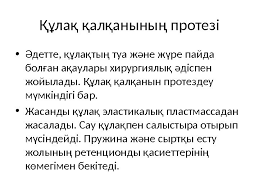 Құлақ қалқанының протезі
• Әдетте, құлақтың туа және жүре пайда
болған ақаулары хирургиялық әдіспен
жойылады. Құлақ қалқанын протездеу
мүмкіндігі бар.
• Жасанды құлақ эластикалық пластмассадан
жасалады. Сау құлақпен салыстыра отырып
мүсіндейді. Пружина және сыртқы есту
жолының ретенционды қасиеттерінің
көмегімен бекітеді.